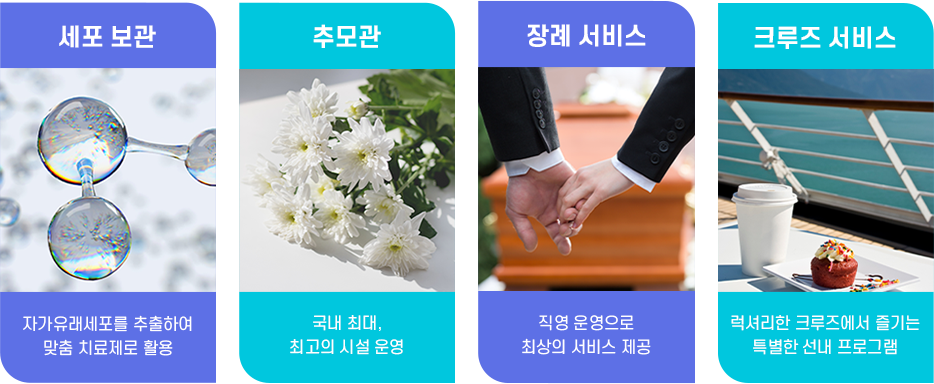 세포 보관
자가유래세포를 추출하여
맞춤 치료제로 활용
추모관
국내 최대,
최고의 시설 운영
장례 서비스
직영 운영으로
최상의 서비스 제공
크루즈 서비스
럭셔리한 크루즈에서 즐기는
특별한 선내 프로그램